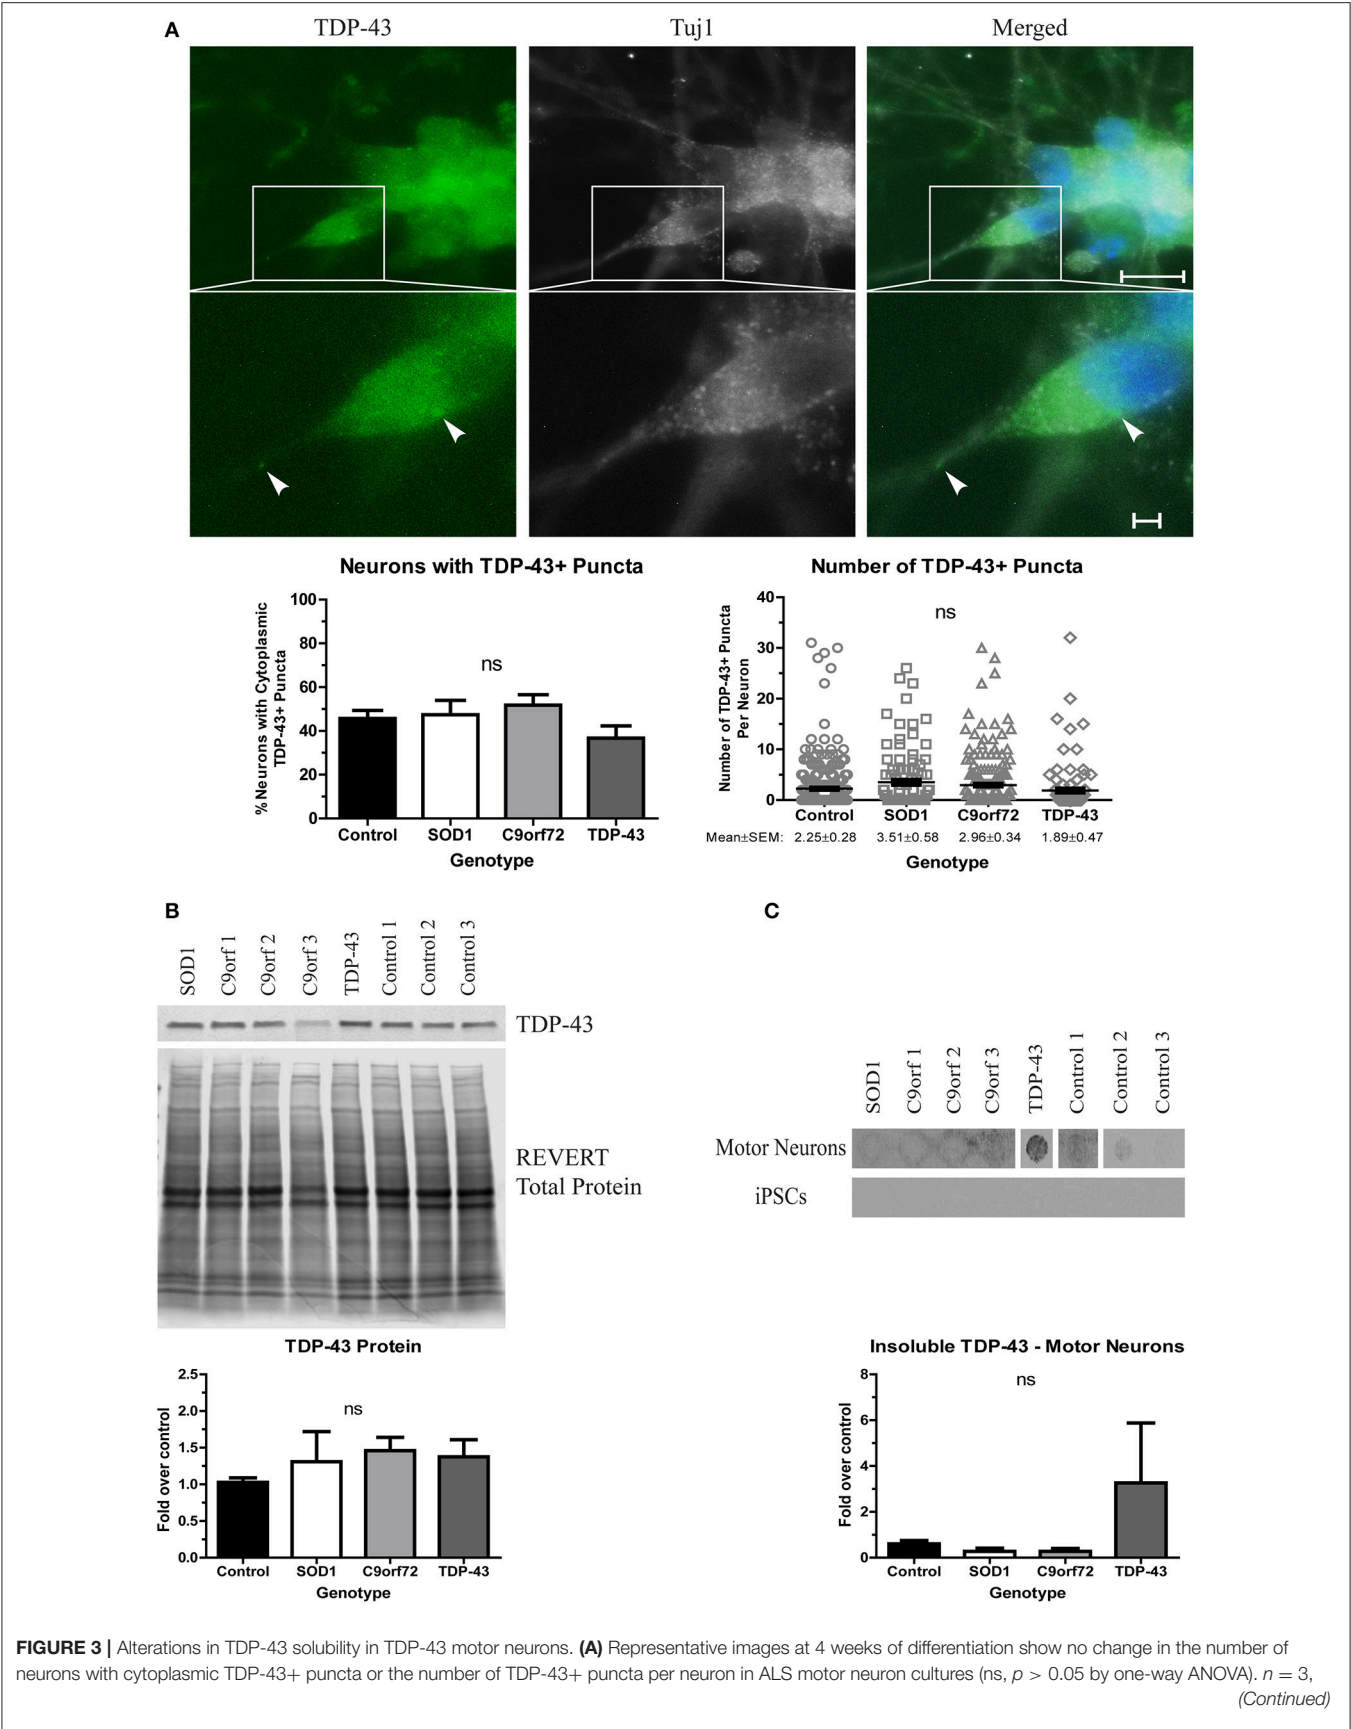 A
TDP-43 Tuj1 Merged
Neurons with TDP-43+ Puncta
% Neurons with Cytoplasmic
TDP-43+ Puncta
100
80
60
40
20
0
ns
Control SOD1 C9orf72 TDP-43
Genotype
Number of TDP-43+ Puncta
Number of TDP-43+ Puncta
Per Neuron
40
30
20
10
0
ns
Control SOD1 C9orf72 TDP-43
Mean±SEM: 2.25±0.28 3.51±0.58 2.96±0.34 1.89±0.47
Genotype
B
SOD1
C9orf 1
C9orf 2
C9orf 3
TDP-43
Control 1
Control 2
Control 3
TDP-43
REVERT
Total Protein
TDP-43 Protein
Fold over control
2.5
2.0
1.5
1.0
0.5
0.0
ns
Control SOD1 C9orf72 TDP-43
Genotype
C
SOD1
C9orf 1
C9orf 2
C9orf 3
TDP-43
Control 1
Control 2
Control 3
Motor Neurons
iPSCs
Insoluble TDP-43 - Motor Neurons
Fold over control
8
6
4
2
0
ns
Control SOD1 C9orf72 TDP-43
Genotype
FIGURE 3 | Alterations in TDP-43 solubility in TDP-43 motor neurons. (A) Representative images at 4 weeks of differentiation show no change in the number of
neurons with cytoplasmic TDP-43+ puncta or the number of TDP-43+ puncta per neuron in ALS motor neuron cultures (ns, p > 0.05 by one-way ANOVA). n = 3,
(Continued)